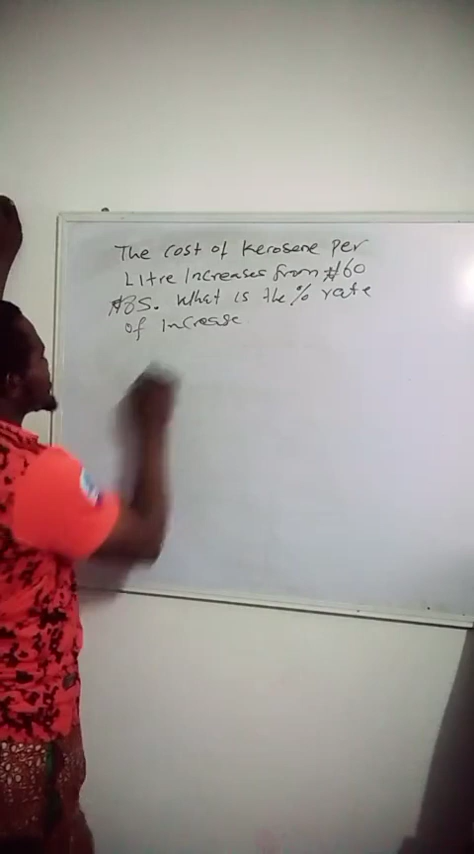 The cost of Kerosene Per
Litre Increases from ₦60
₦85. What is the % rate
of Increase